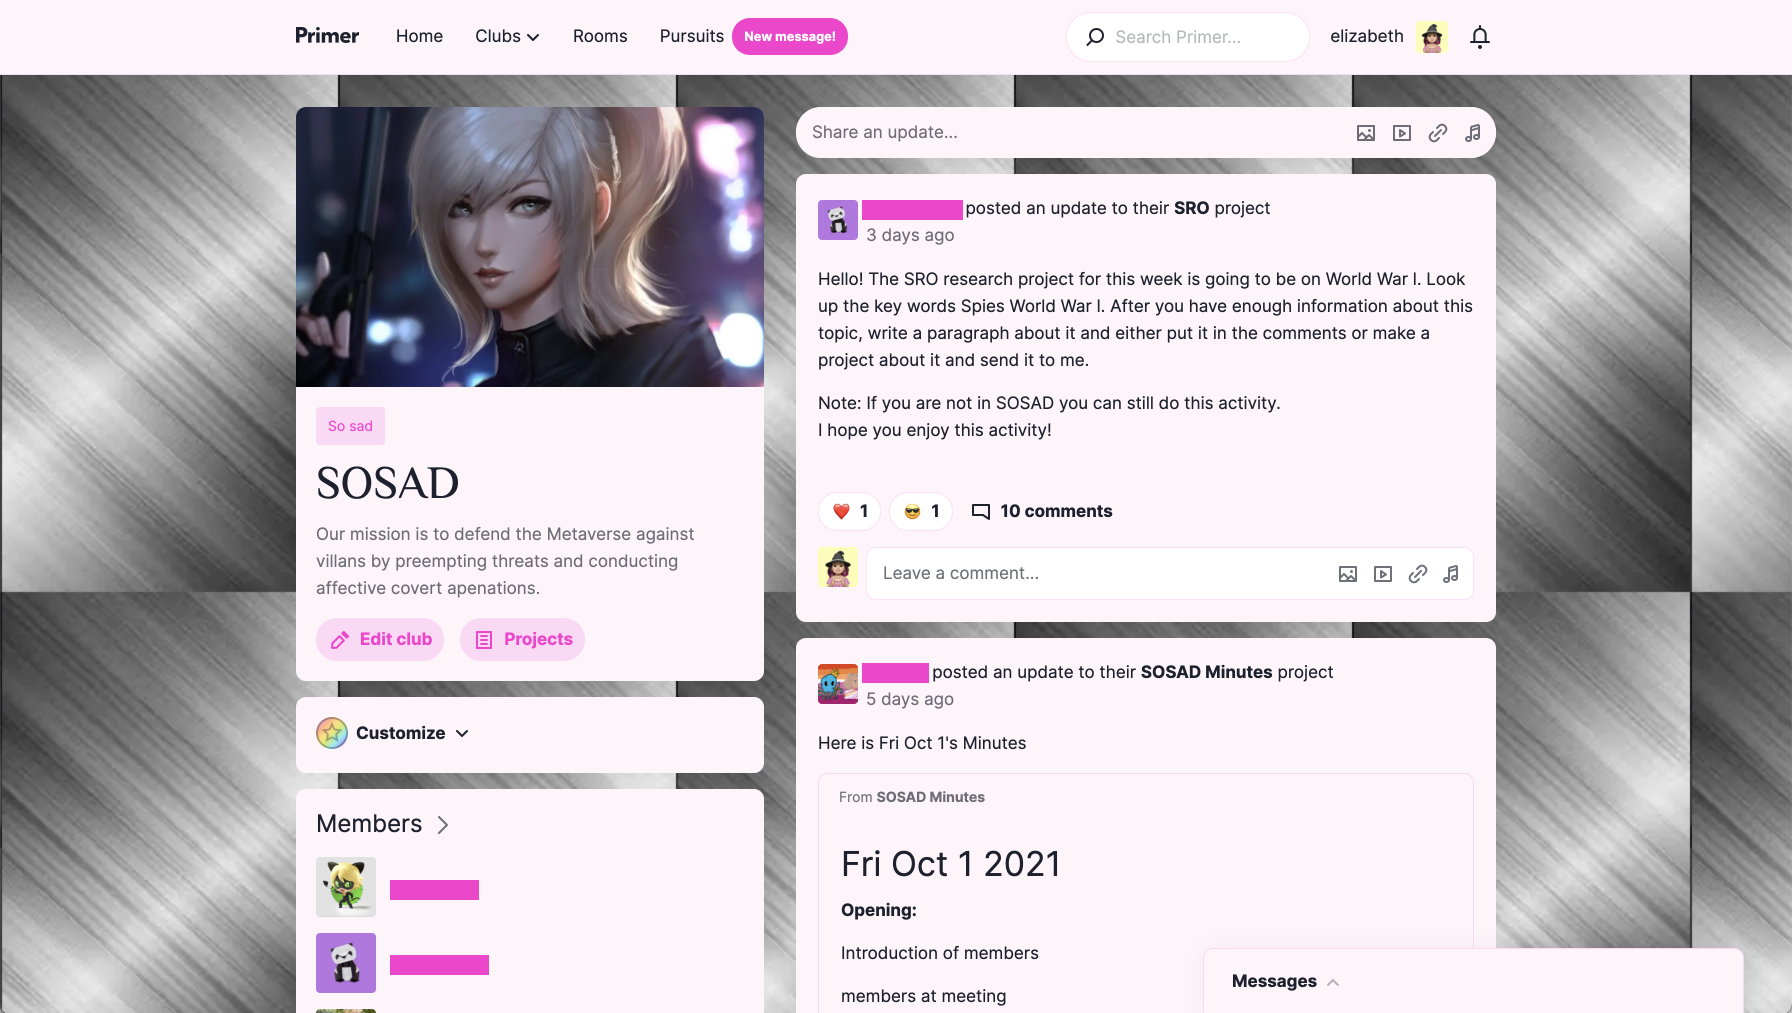 Primer
Home
Clubs
Rooms
Pursuits
New message!
Search Primer...
elizabeth
So sad
SOSAD
Our mission is to defend the Metaverse against
villans by preempting threats and conducting
affective covert apenations.
Edit club
Projects
Customize
Members
Share an update...
posted an update to their SRO project
3 days ago
Hello! The SRO research project for this week is going to be on World War I. Look
up the key words Spies World War I. After you have enough information about this
topic, write a paragraph about it and either put it in the comments or make a
project about it and send it to me.
Note: If you are not in SOSAD you can still do this activity.
I hope you enjoy this activity!
1
1
10 comments
Leave a comment...
posted an update to their SOSAD Minutes project
5 days ago
Here is Fri Oct 1's Minutes
From SOSAD Minutes
Fri Oct 1 2021
Opening:
Introduction of members
members at meeting
Messages